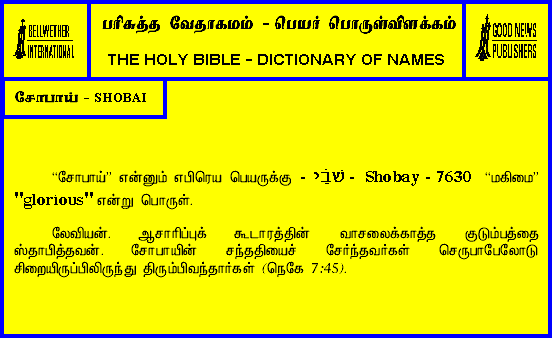 BELLWETHER
INTERNATIONAL
பரிசுத்த வேதாகமம் - பெயர் பொருள்விளக்கம்
THE HOLY BIBLE - DICTIONARY OF NAMES
GOOD NEWS
PUBLISHERS
சோபாய் - SHOBAI
“சோபாய்” என்னும் எபிரெய பெயருக்கு - שֹׁבָי - Shobay - 7630 “மகிமை”
"glorious" என்று பொருள்.
லேவியன். ஆசாரிப்புக் கூடாரத்தின் வாசலைக்காத்த குடும்பத்தை
ஸ்தாபித்தவன். சோபாயின் சந்ததியைச் சேர்ந்தவர்கள் செருபாபேலோடு
சிறையிருப்பிலிருந்து திரும்பிவந்தார்கள் (நெகே 7:45).